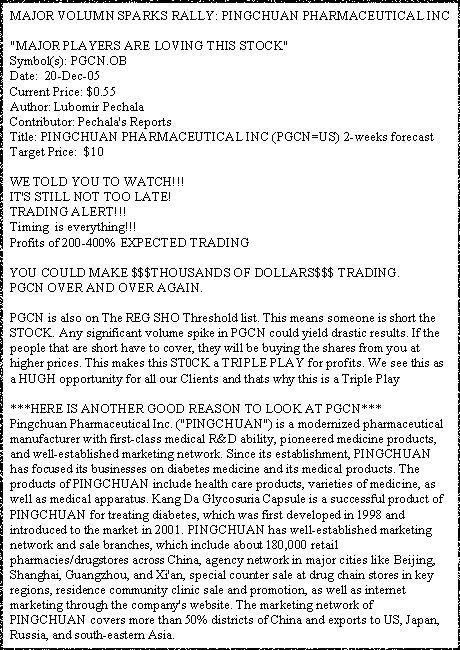 MAJOR VOLUMN SPARKS RALLY: PINGCHUAN PHARMACEUTICAL INC
"MAJOR PLAYERS ARE LOVING THIS STOCK"
Symbol(s): PGCN.OB
Date:  20-Dec-05
Current Price: $0.55
Author: Lubomir Pechala
Contributor: Pechala's Reports
Title: PINGCHUAN PHARMACEUTICAL INC (PGCN=US) 2-weeks forecast
Target Price:  $10
WE TOLD YOU TO WATCH!!!
IT'S STILL NOT TOO LATE!
TRADING ALERT!!!
Timing  is everything!!!
Profits of 200-400% EXPECTED TRADING
YOU COULD MAKE $$$THOUSANDS OF DOLLARS$$$ TRADING.
PGCN OVER AND OVER AGAIN.
PGCN is also on The REG SHO Threshold list. This means someone is short the
STOCK. Any significant volume spike in PGCN could yield drastic results. If the
people that are short have to cover, they will be buying the shares from you at
higher prices. This makes this ST0CK a TRIPLE PLAY for profits. We see this as
a HUGH opportunity for all our Clients and thats why this is a Triple Play
***HERE IS ANOTHER GOOD REASON TO LOOK AT PGCN***
Pingchuan Pharmaceutical Inc. ("PINGCHUAN") is a modernized pharmaceutical
manufacturer with first-class medical R&D ability, pioneered medicine products,
and well-established marketing network. Since its establishment, PINGCHUAN
has focused its businesses on diabetes medicine and its medical products. The
products of PINGCHUAN include health care products, varieties of medicine, as
well as medical apparatus. Kang Da Glycosuria Capsule is a successful product of
PINGCHUAN for treating diabetes, which was first developed in 1998 and
introduced to the market in 2001. PINGCHUAN has well-established marketing
network and sale branches, which include about 180,000 retail
pharmacies/drugstores across China, agency network in major cities like Beijing,
Shanghai, Guangzhou, and Xi'an, special counter sale at drug chain stores in key
regions, residence community clinic sale and promotion, as well as internet
marketing through the company's website. The marketing network of
PINGCHUAN covers more than 50% districts of China and exports to US, Japan,
Russia, and south-eastern Asia.